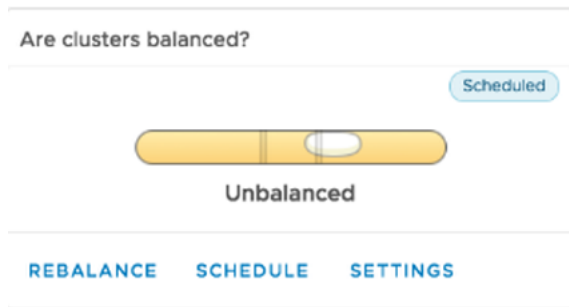 Are clusters balanced?
Scheduled
Unbalanced
REBALANCE SCHEDULE SETTINGS